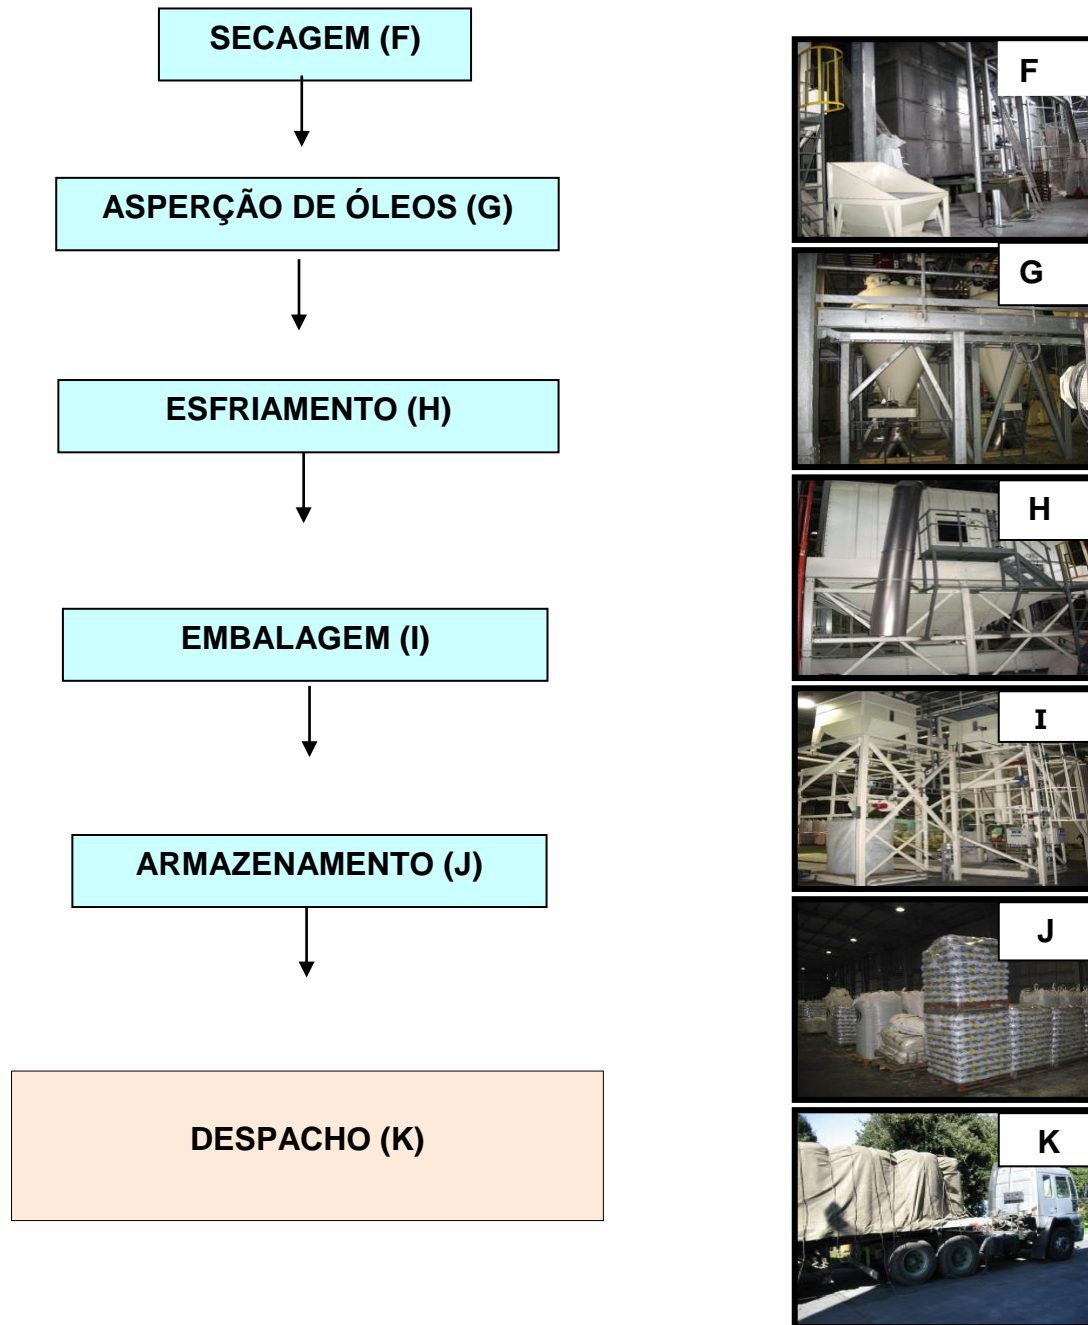 SECAGEM (F)
ASPERÇÃO DE ÓLEOS (G)
ESFRIAMENTO (H)
EMBALAGEM (I)
ARMAZENAMENTO (J)
DESPACHO (K)
F
G
H
I
J
K